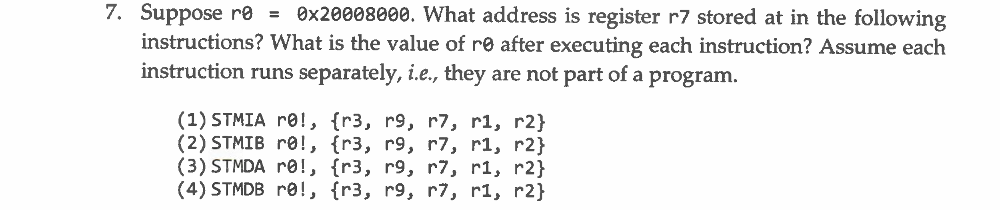 7. Suppose r0 = 0x20008000. What address is register r7 stored at in the following
instructions? What is the value of r0 after executing each instruction? Assume each
instruction runs separately, i.e., they are not part of a program.
(1) STMIA r0!, {r3, r9, r7, r1, r2}
(2) STMIB r0!, {r3, r9, r7, r1, r2}
(3) STMDA r0!, {r3, r9, r7, r1, r2}
(4) STMDB r0!, {r3, r9, r7, r1, r2}